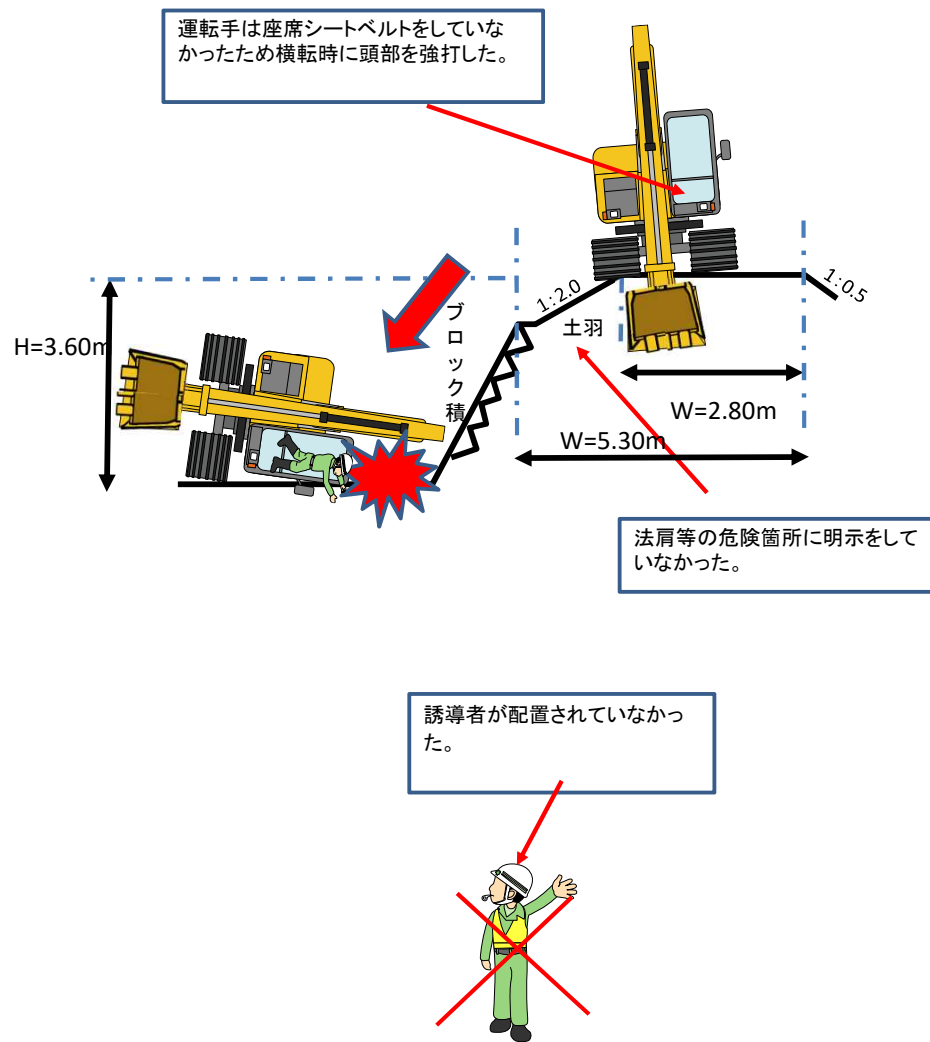 運転手は座席シートベルトをしていな
かったため横転時に頭部を強打した。
1:2.0
1:0.5
ブロック積
土羽
H=3.60m
W=2.80m
W=5.30m
法肩等の危険箇所に明示をして
いなかった。
誘導者が配置されていなかっ
た。